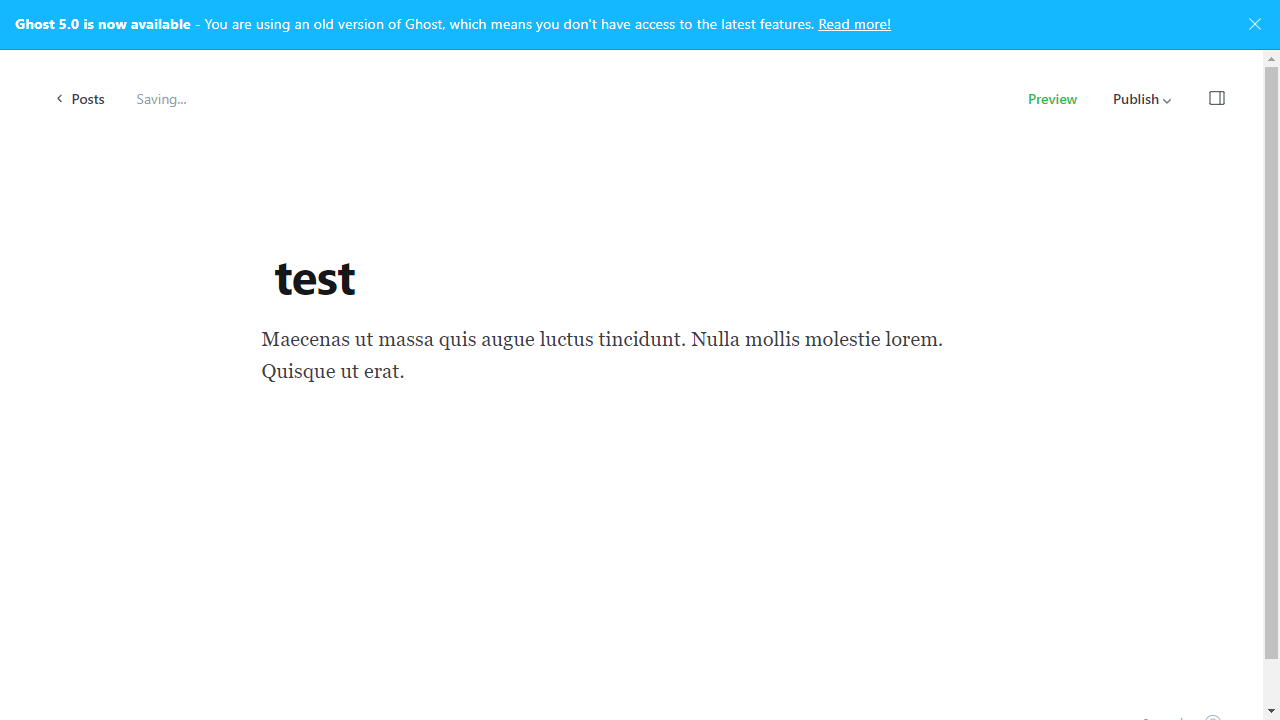 Ghost 5.0 is now available - You are using an old version of Ghost, which means you don't have access to the latest features. Read more!
Posts Saving... Preview Publish
test
Maecenas ut massa quis augue luctus tincidunt. Nulla mollis molestie lorem.
Quisque ut erat.